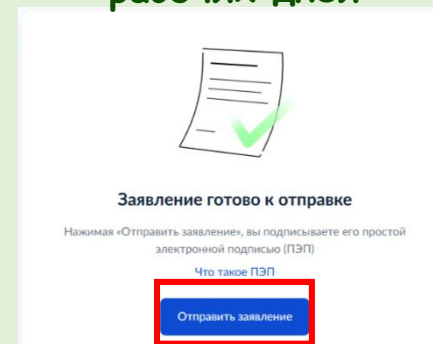 рабочих дней
Заявление готово к отправке
Нажимая «Отправить заявление», вы подписываете его простой
электронной подписью (ПЭП)
Что такое ПЭП
Отправить заявление